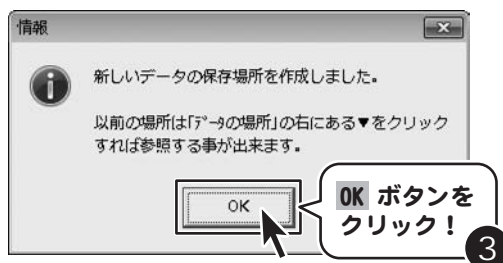 情報
新しいデータの保存場所を作成しました。
以前の場所は｢ﾃﾞｰﾀの場所｣の右にある▼をクリック
すれば参照する事が出来ます。
OK
OK ボタンを
クリック！
3